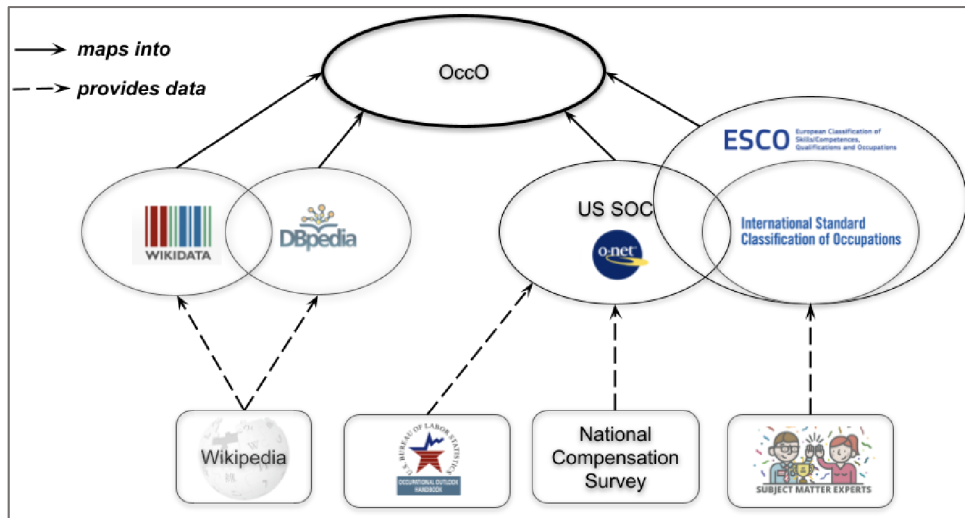 maps into
provides data
OccO
ESCO
European Classification of
Skills/Competences,
Qualifications and Occupations
WIKIDATA
DBpedia
US SOC
o·net
International Standard
Classification of Occupations
Wikipedia
U.S. BUREAU OF LABOR STATISTICS
OCCUPATIONAL OUTLOOK
HANDBOOK
National
Compensation
Survey
SUBJECT MATTER EXPERTS